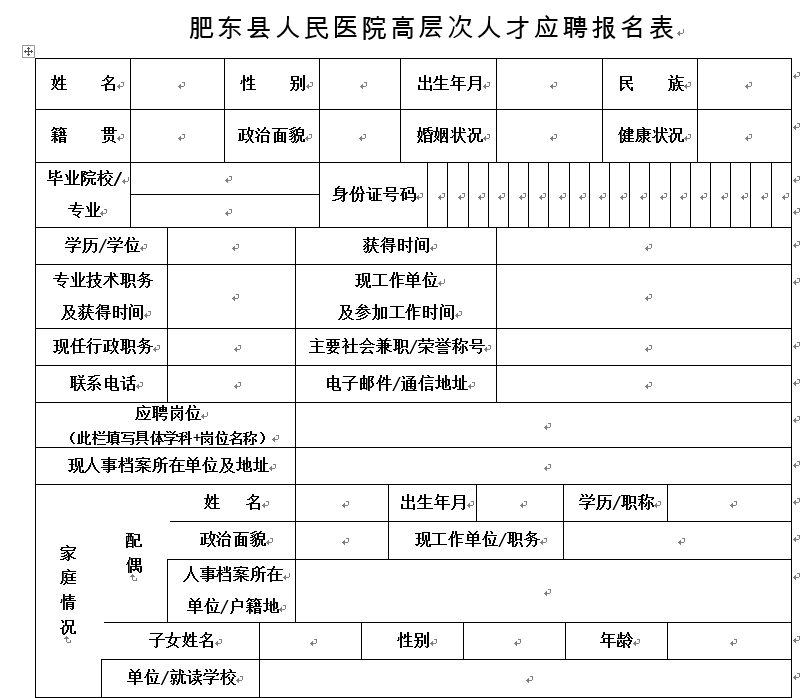 肥东县人民医院高层次人才应聘报名表
姓 名 性 别 出生年月 民 族
籍 贯 政治面貌 婚姻状况 健康状况
毕业院校/
专业
身份证号码
学历/学位 获得时间
专业技术职务
及获得时间
现工作单位
及参加工作时间
现任行政职务 主要社会兼职/荣誉称号
联系电话 电子邮件/通信地址
应聘岗位
（此栏填写具体学科+岗位名称）
现人事档案所在单位及地址
家庭情况
配偶
姓 名 出生年月 学历/职称
政治面貌 现工作单位/职务
人事档案所在
单位/户籍地
子女姓名 性别 年龄
单位/就读学校